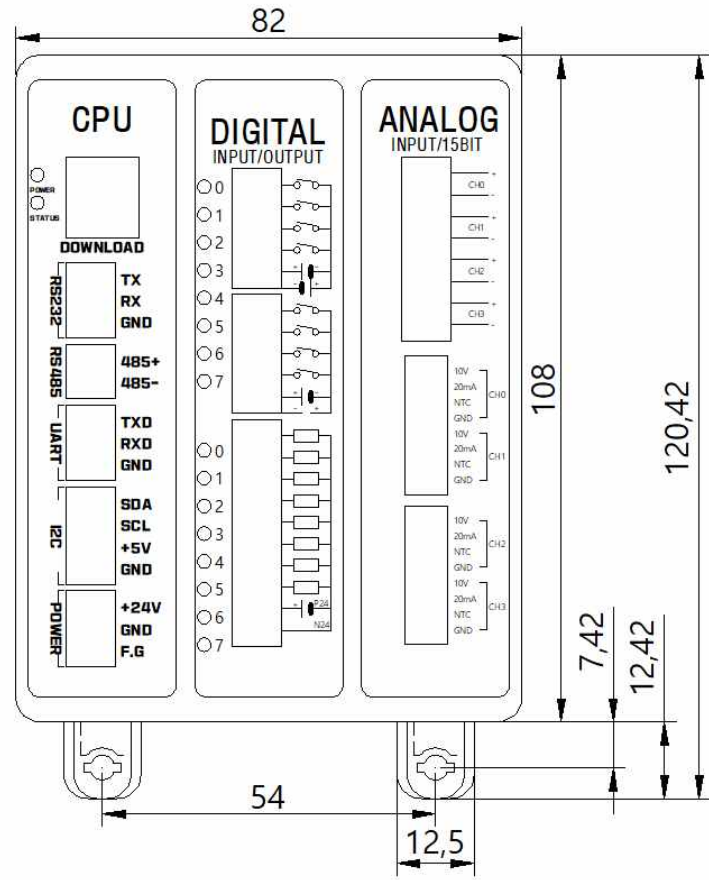 82
CPU
POWER
STATUS
DOWNLOAD
RS232
TX
RX
GND
RS485
485+
485-
UART
TXD
RXD
GND
I2C
SDA
SCL
+5V
GND
POWER
+24V
GND
F.G
DIGITAL
INPUT/OUTPUT
0
1
2
3
4
5
6
7
+ -
- +
+ -
- +
0
1
2
3
4
5
6
7
+ - P24
N24
ANALOG
INPUT/15BIT
+
CH0
-
+
CH1
-
+
CH2
-
+
CH3
-
10V
20mA
NTC
GND
CH0
10V
20mA
NTC
GND
CH1
10V
20mA
NTC
GND
CH2
10V
20mA
NTC
GND
CH3
108
120,42
7,42
12,42
54
12,5